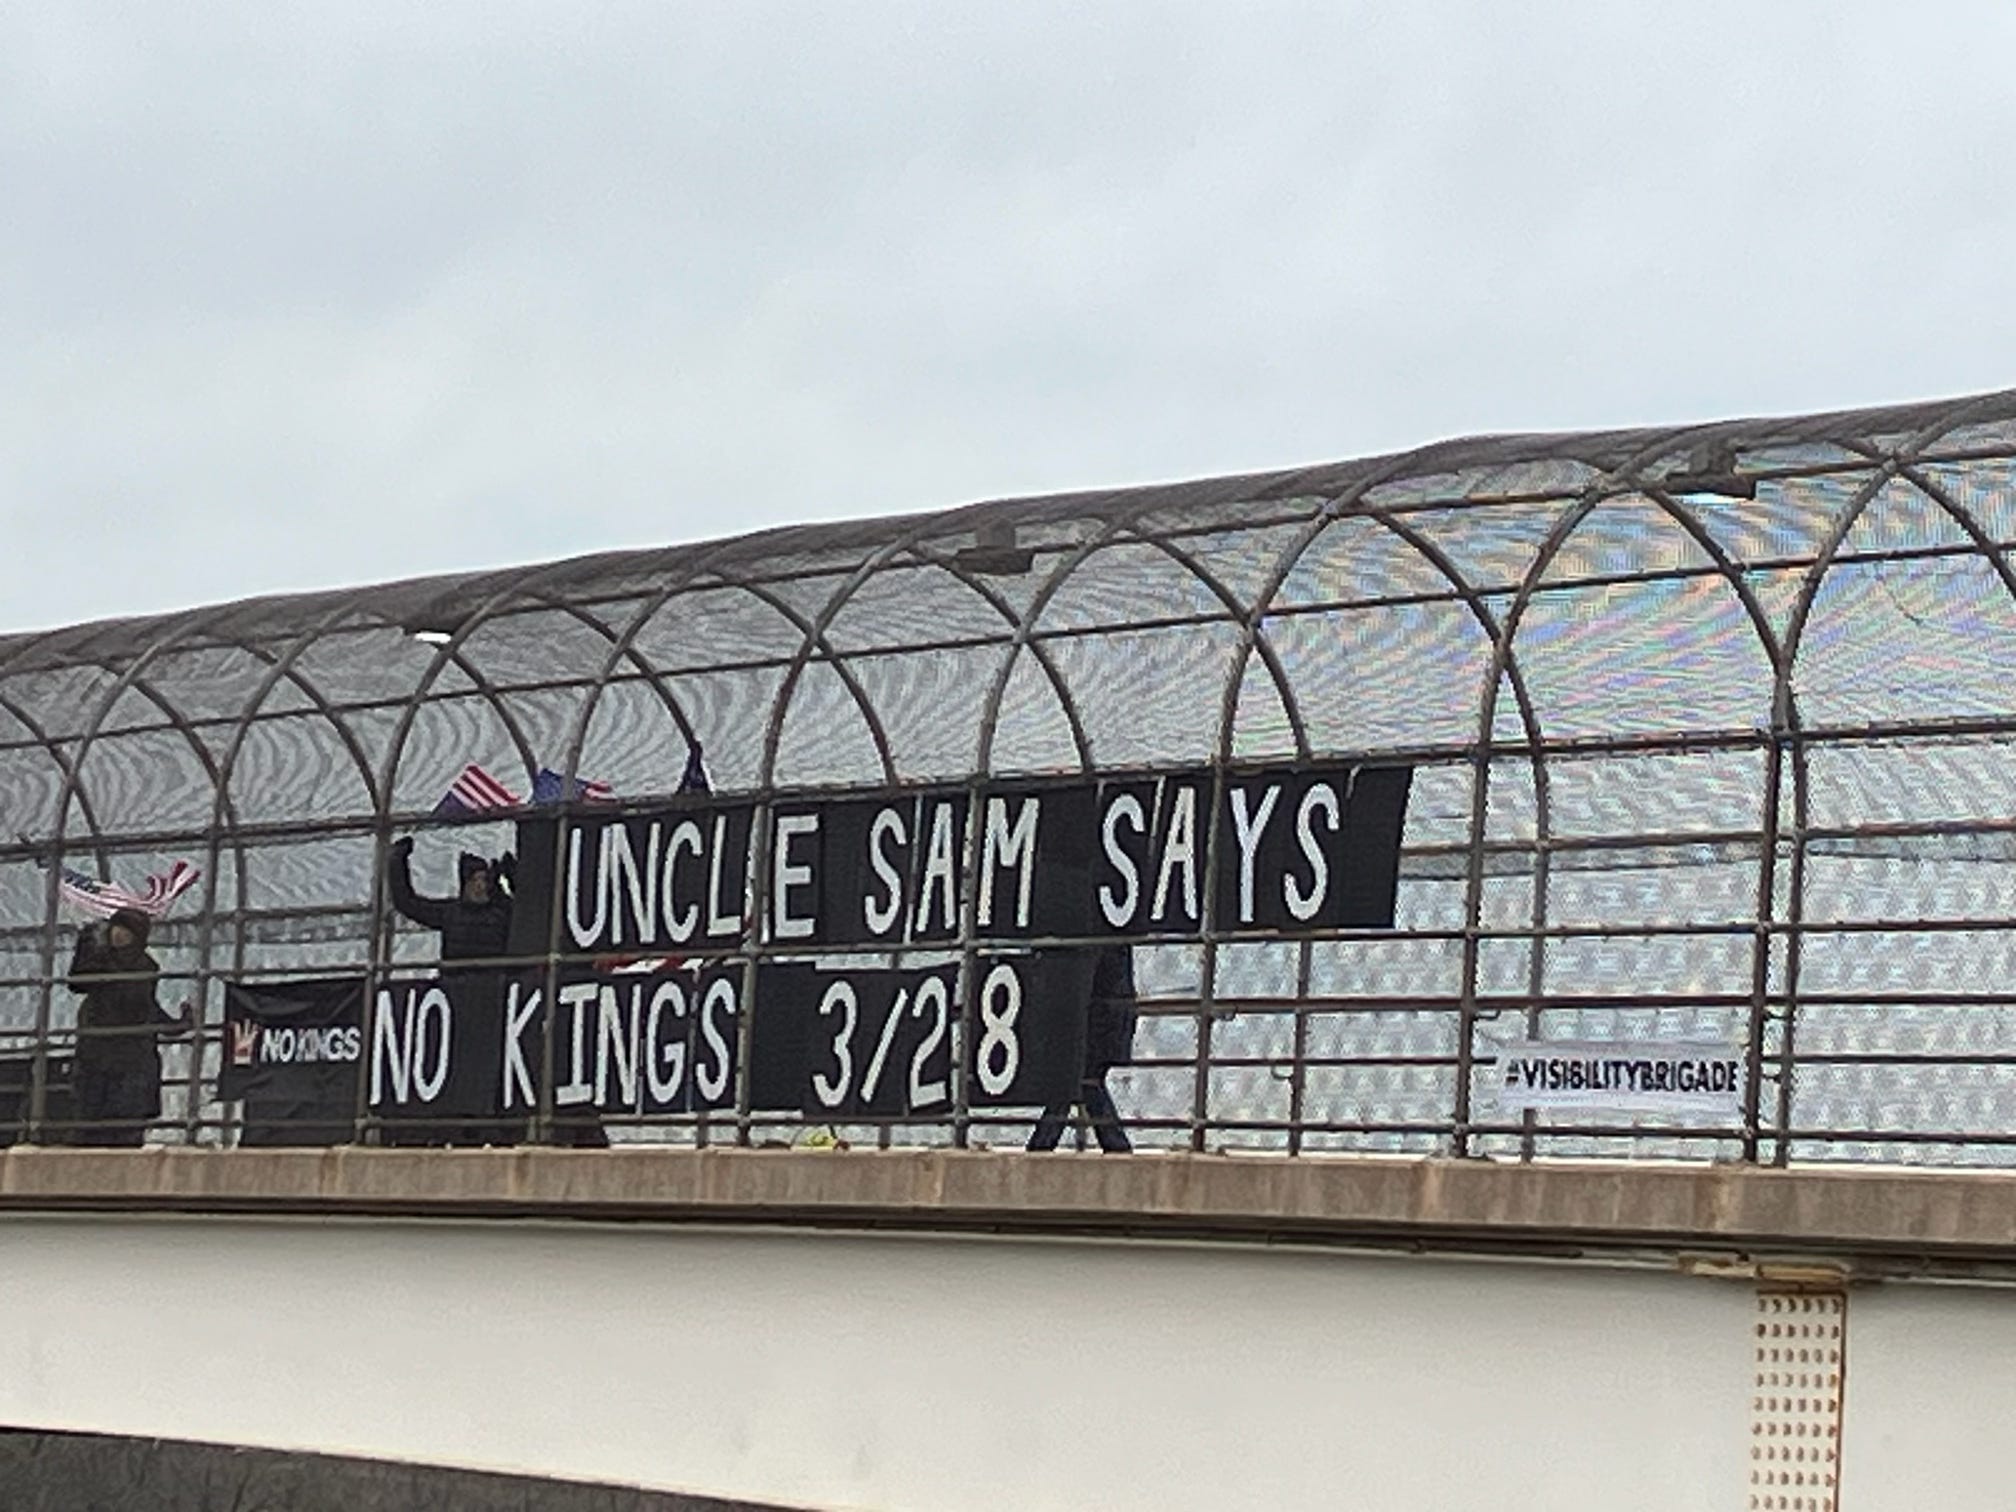 UNCLE SAM SAYS
NO KINGS
NO KINGS 3/28
#VISIBILITYBRIGADE